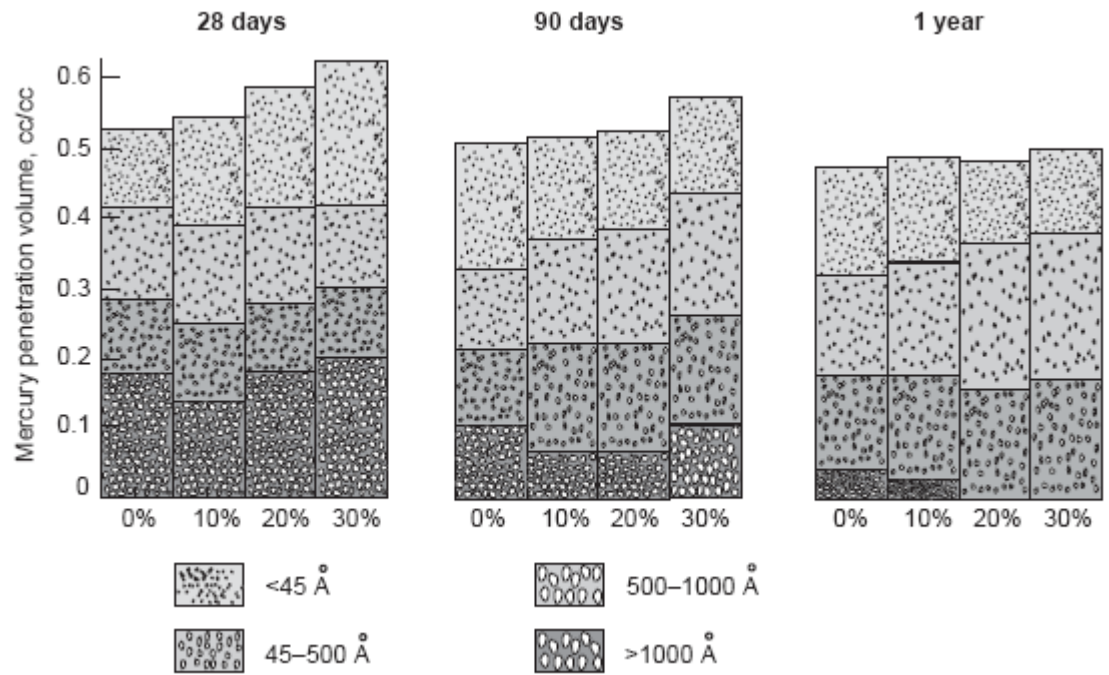 28 days
90 days
1 year
Mercury penetration volume, cc/cc
0.6
0.5
0.4
0.3
0.2
0.1
0
0% 10% 20% 30%
0% 10% 20% 30%
0% 10% 20% 30%
<45 Å
500–1000 Å
45–500 Å
>1000 Å